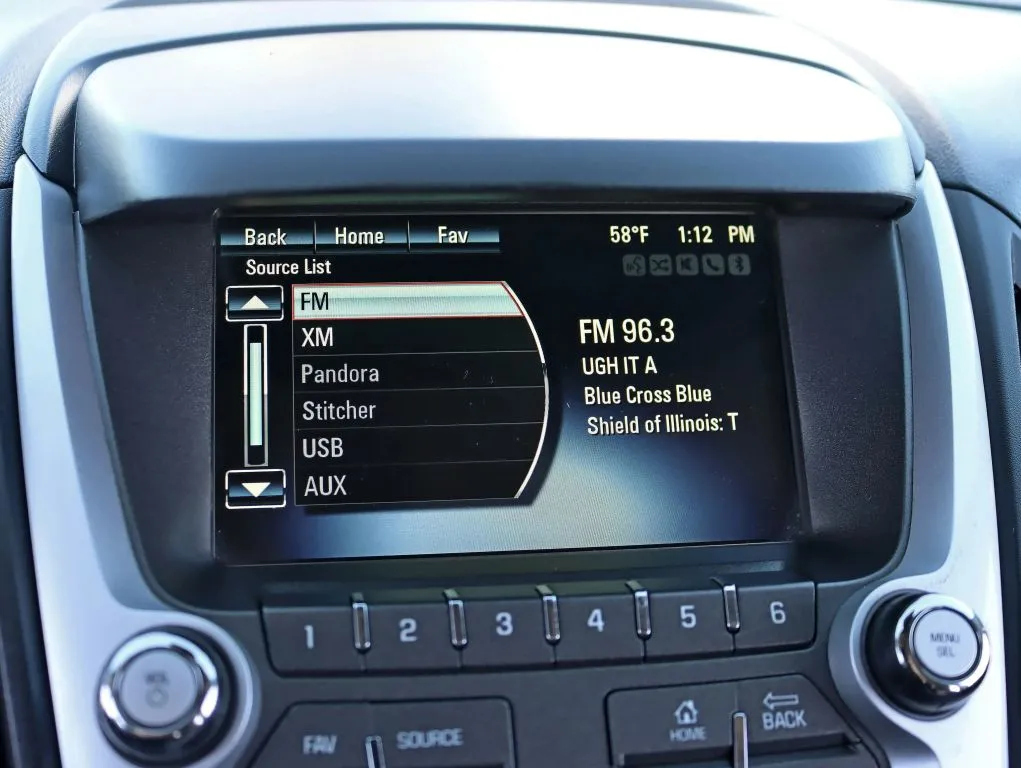 Back Home Fav 58°F 1:12 PM
Source List
FM
XM
Pandora
Stitcher
USB
AUX
FM 96.3
UGH IT A
Blue Cross Blue
Shield of Illinois: T
1 2 3 4 5 6
VOL
MENU
SEL
FAV SOURCE
HOME BACK